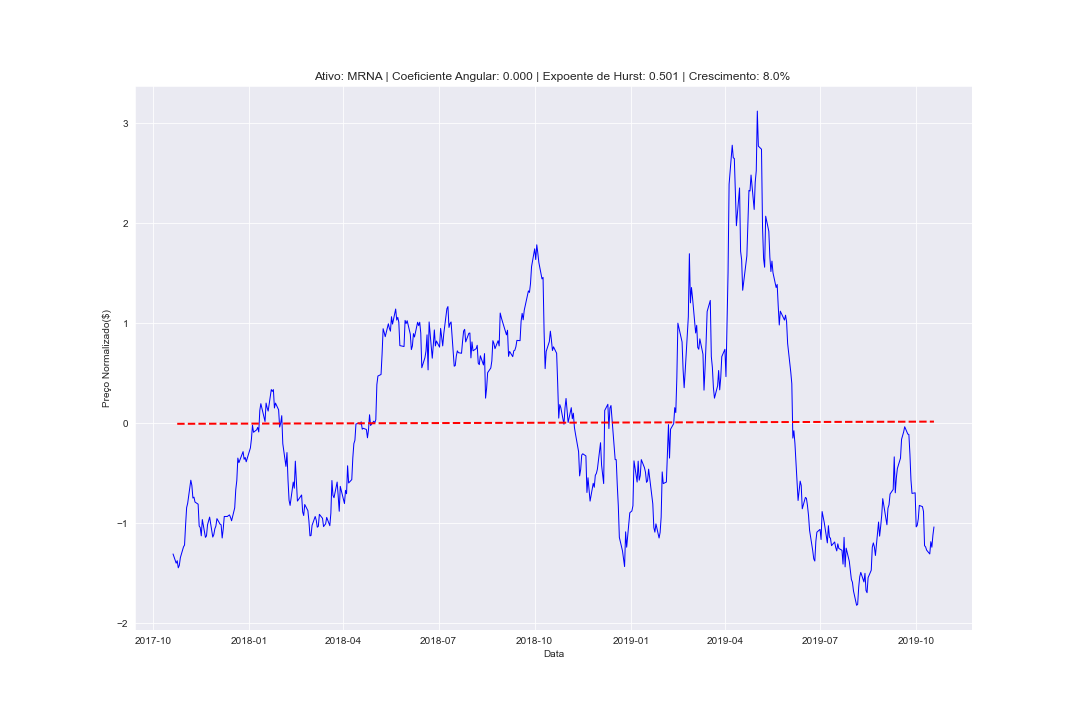 Ativo: MRNA | Coeficiente Angular: 0.000 | Expoente de Hurst: 0.501 | Crescimento: 8.0%
Preço Normalizado($)
3
2
1
0
−1
−2
2017-10 2018-01 2018-04 2018-07 2018-10 2019-01 2019-04 2019-07 2019-10
Data